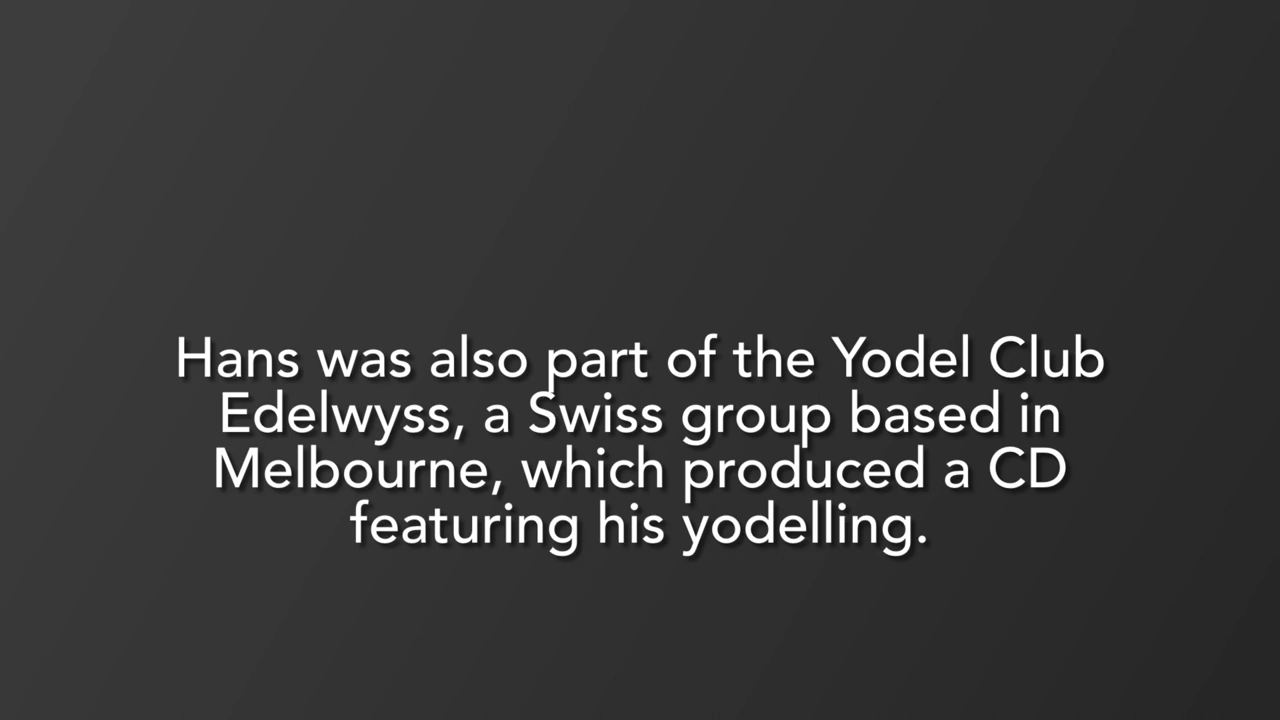 Hans was also part of the Yodel Club
Edelwyss, a Swiss group based in
Melbourne, which produced a CD
featuring his yodelling.